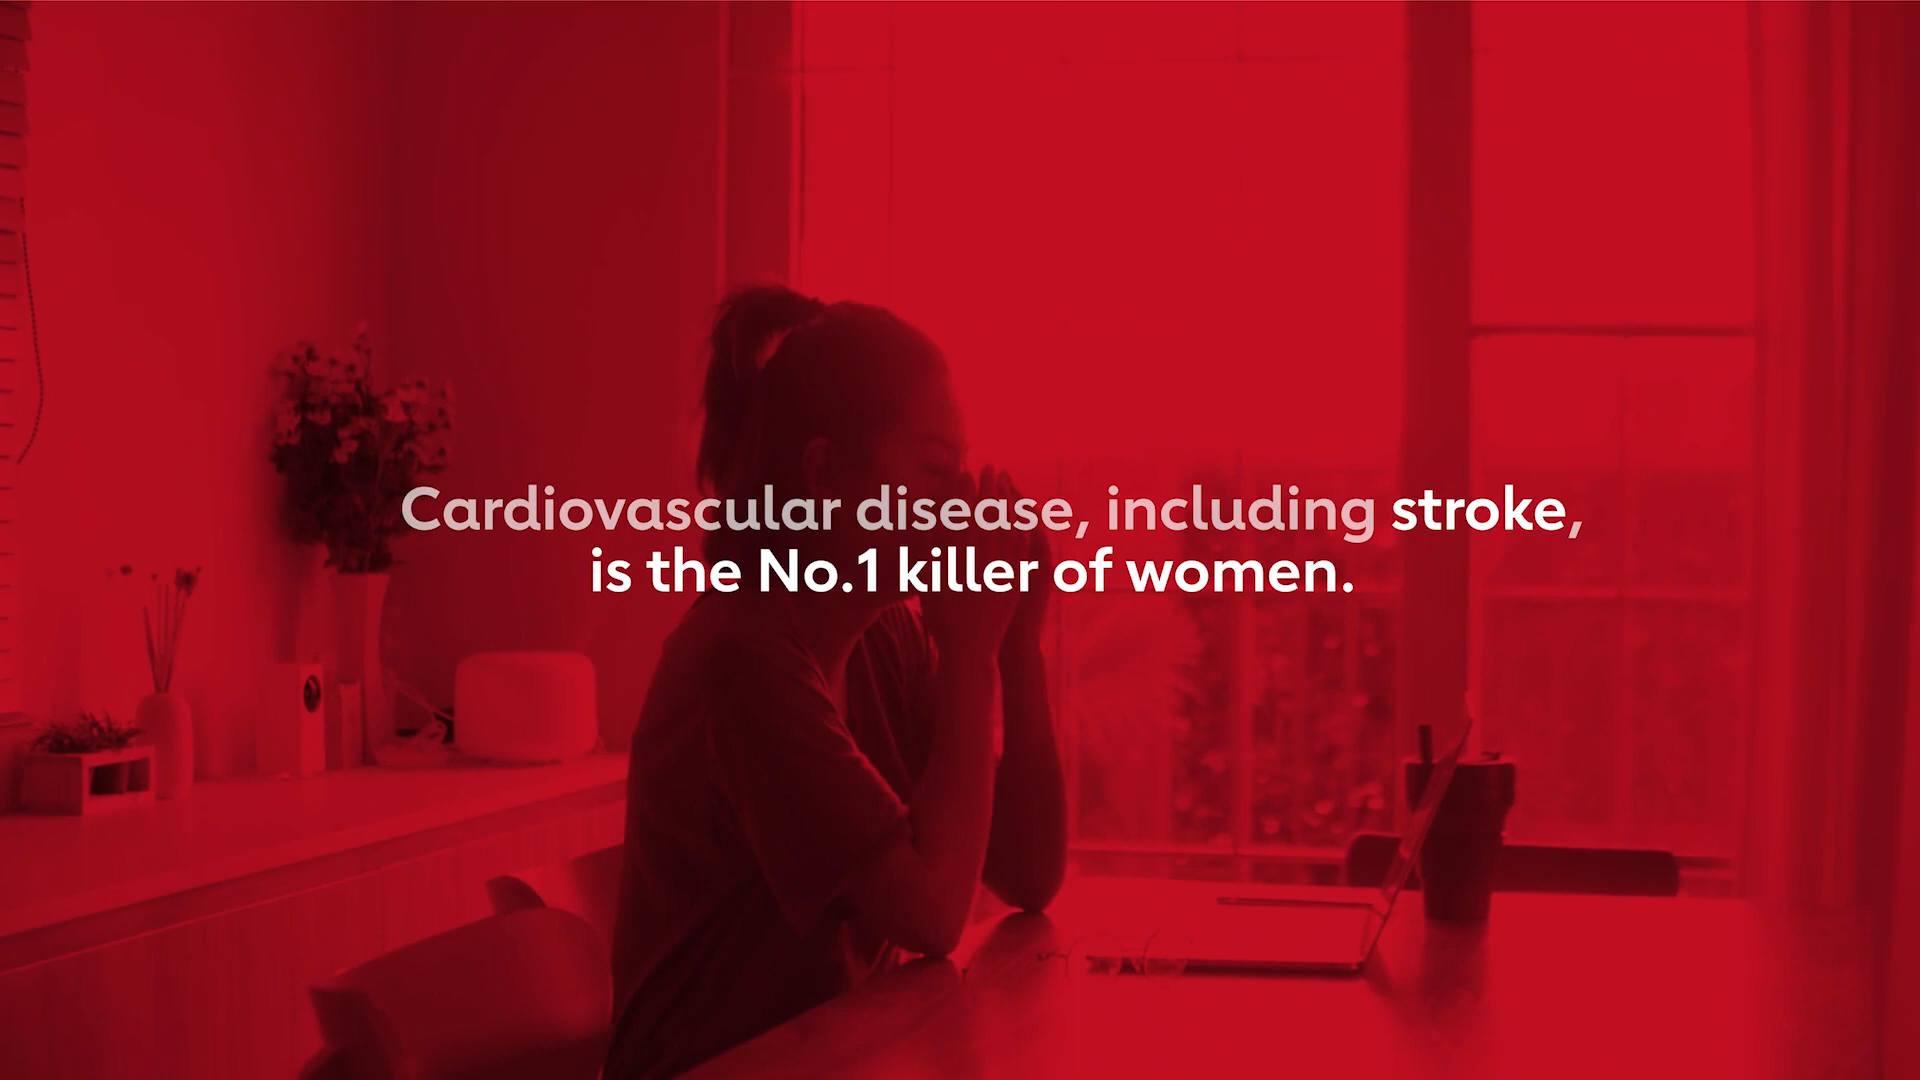 Cardiovascular disease, including stroke,
is the No.1 killer of women.